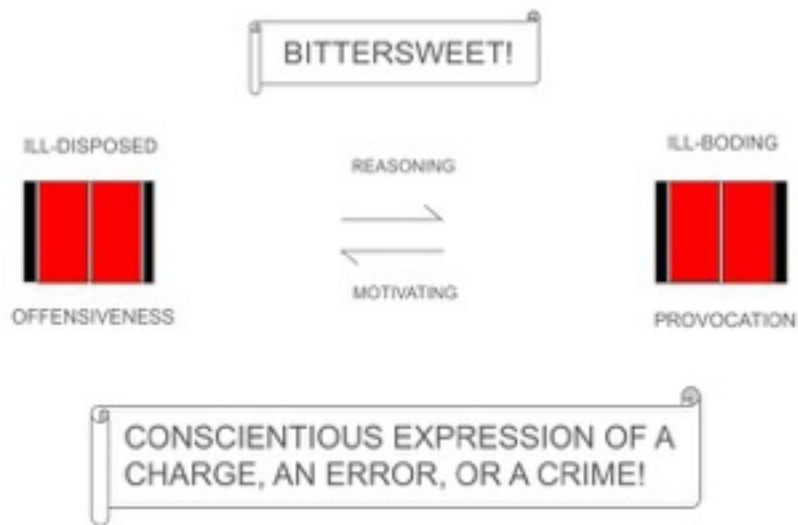 BITTERSWEET!
ILL-DISPOSED
ILL-BODING
REASONING
MOTIVATING
OFFENSIVENESS
PROVOCATION
CONSCIENTIOUS EXPRESSION OF A
CHARGE, AN ERROR, OR A CRIME!